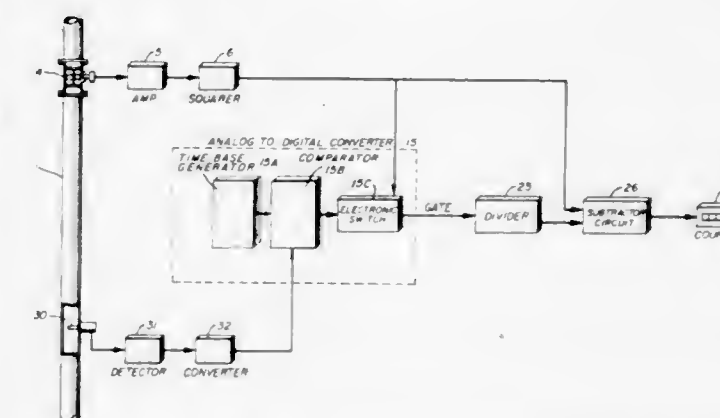 5
6
4
AMP
SQUARER
ANALOG TO DIGITAL CONVERTER 15
TIME BASE GENERATOR 15A
COMPARATOR 15B
15C
ELECTRONIC SWITCH
GATE
25
DIVIDER
26
SUBTRACTOR CIRCUIT
30
31
32
DETECTOR
CONVERTER